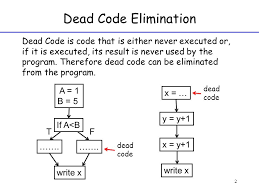 Dead Code Elimination
Dead Code is code that is either never executed or,
if it is executed, its result is never used by the
program. Therefore dead code can be eliminated
from the program.
A = 1
B = 5
If A<B
T
F
…….
…….
dead
code
write x
x = …
dead
code
y = y+1
x = y+1
write x
2